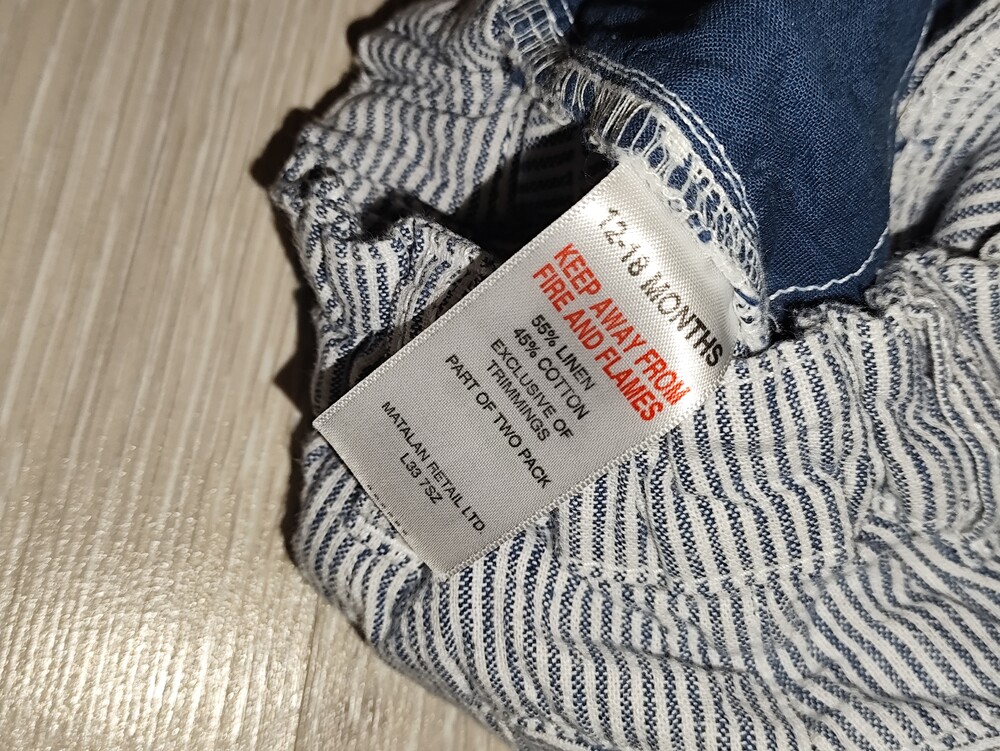 12-18 MONTHS
KEEP AWAY FROM
FIRE AND FLAMES
55% LINEN
45% COTTON
EXCLUSIVE OF
TRIMMINGS
PART OF TWO PACK
MATALAN RETAIL LTD.
L33 7SZ